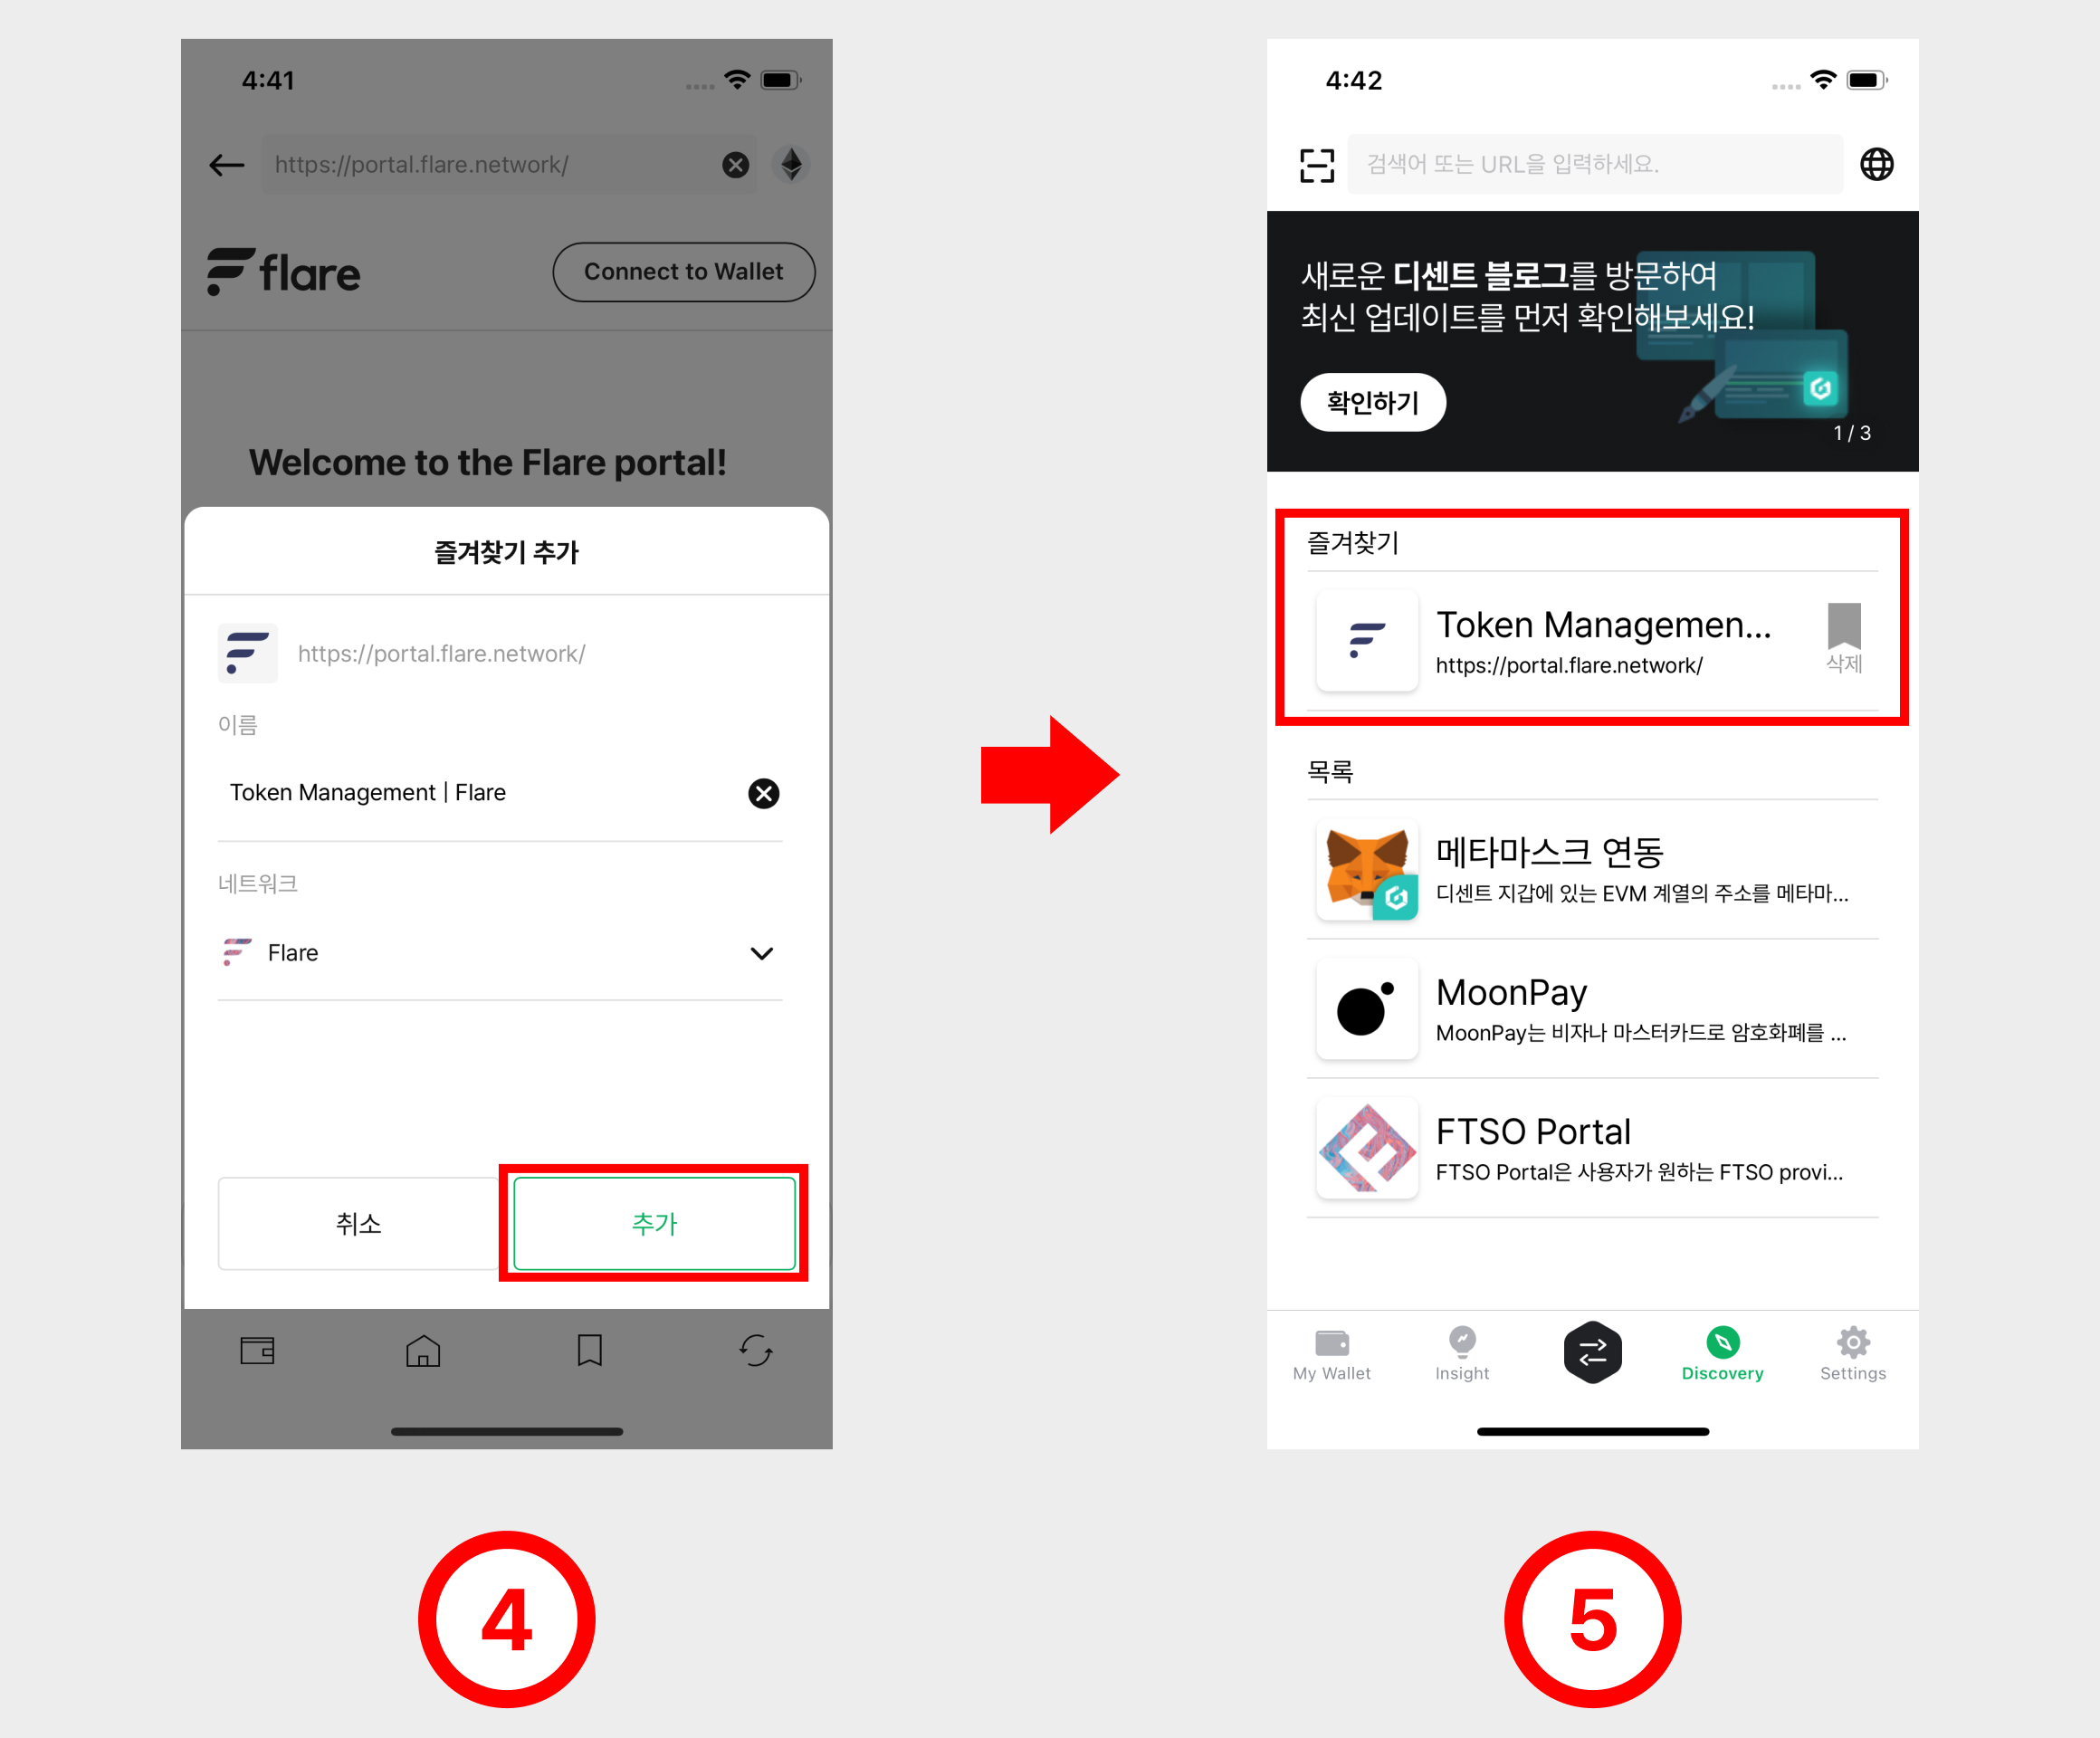 4:41
https://portal.flare.network/
flare
Connect to Wallet
Welcome to the Flare portal!
즐겨찾기 추가
https://portal.flare.network/
이름
Token Management | Flare
네트워크
Flare
취소
추가
4
4:42
검색어 또는 URL을 입력하세요.
새로운 디센트 블로그를 방문하여
최신 업데이트를 먼저 확인해보세요!
확인하기
1 / 3
즐겨찾기
Token Managemen...
https://portal.flare.network/
삭제
목록
메타마스크 연동
디센트 지갑에 있는 EVM 계열의 주소를 메타마...
MoonPay
MoonPay는 비자나 마스터카드로 암호화폐를 ...
FTSO Portal
FTSO Portal은 사용자가 원하는 FTSO provi...
My Wallet
Insight
Discovery
Settings
5